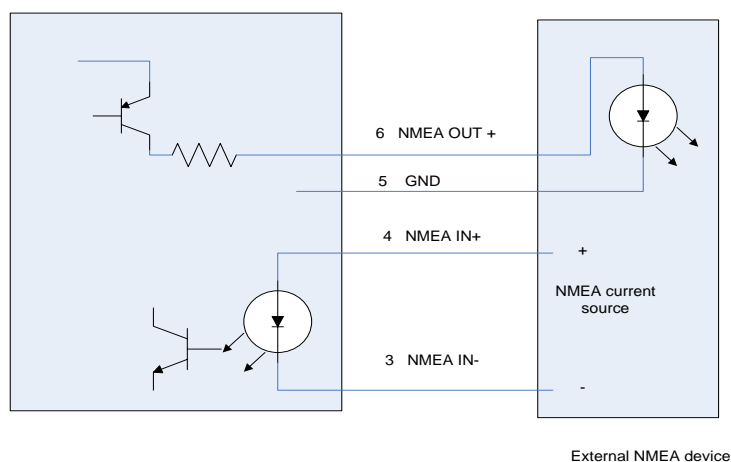 6 NMEA OUT +
5 GND
4 NMEA IN+
+
NMEA current
source
3 NMEA IN-
-
External NMEA device